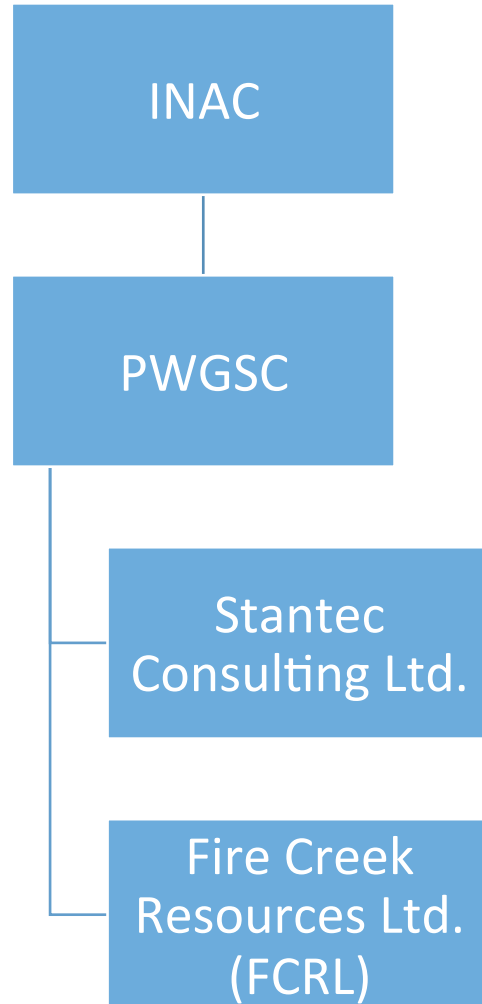 INAC
PWGSC
Stantec
Consulting Ltd.
Fire Creek
Resources Ltd.
(FCRL)